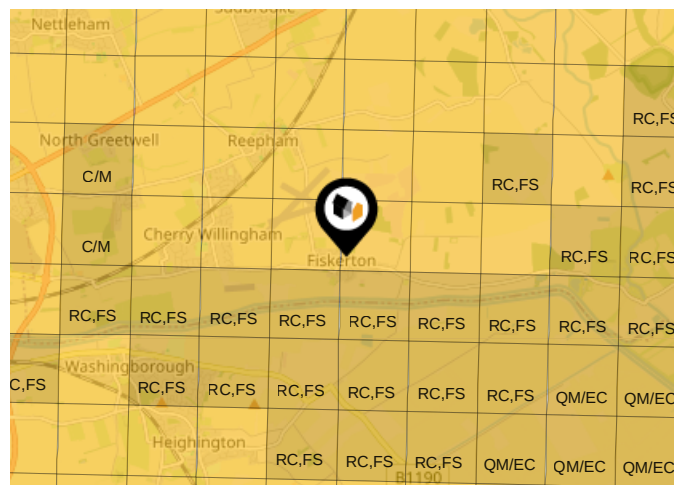 Nettleham
RC,FS
North Greetwell
Reepham
C/M
RC,FS
RC,FS
Cherry Willingham
C/M
Fiskerton
RC,FS
RC,FS
RC,FS
RC,FS
RC,FS
RC,FS
RC,FS
RC,FS
RC,FS
RC,FS
RC,FS
Washingborough
C,FS
RC,FS
RC,FS
RC,FS
RC,FS
RC,FS
RC,FS
QM/EC
QM/EC
Heighington
RC,FS
RC,FS
RC,FS
QM/EC
QM/EC
QM/EC
B1190